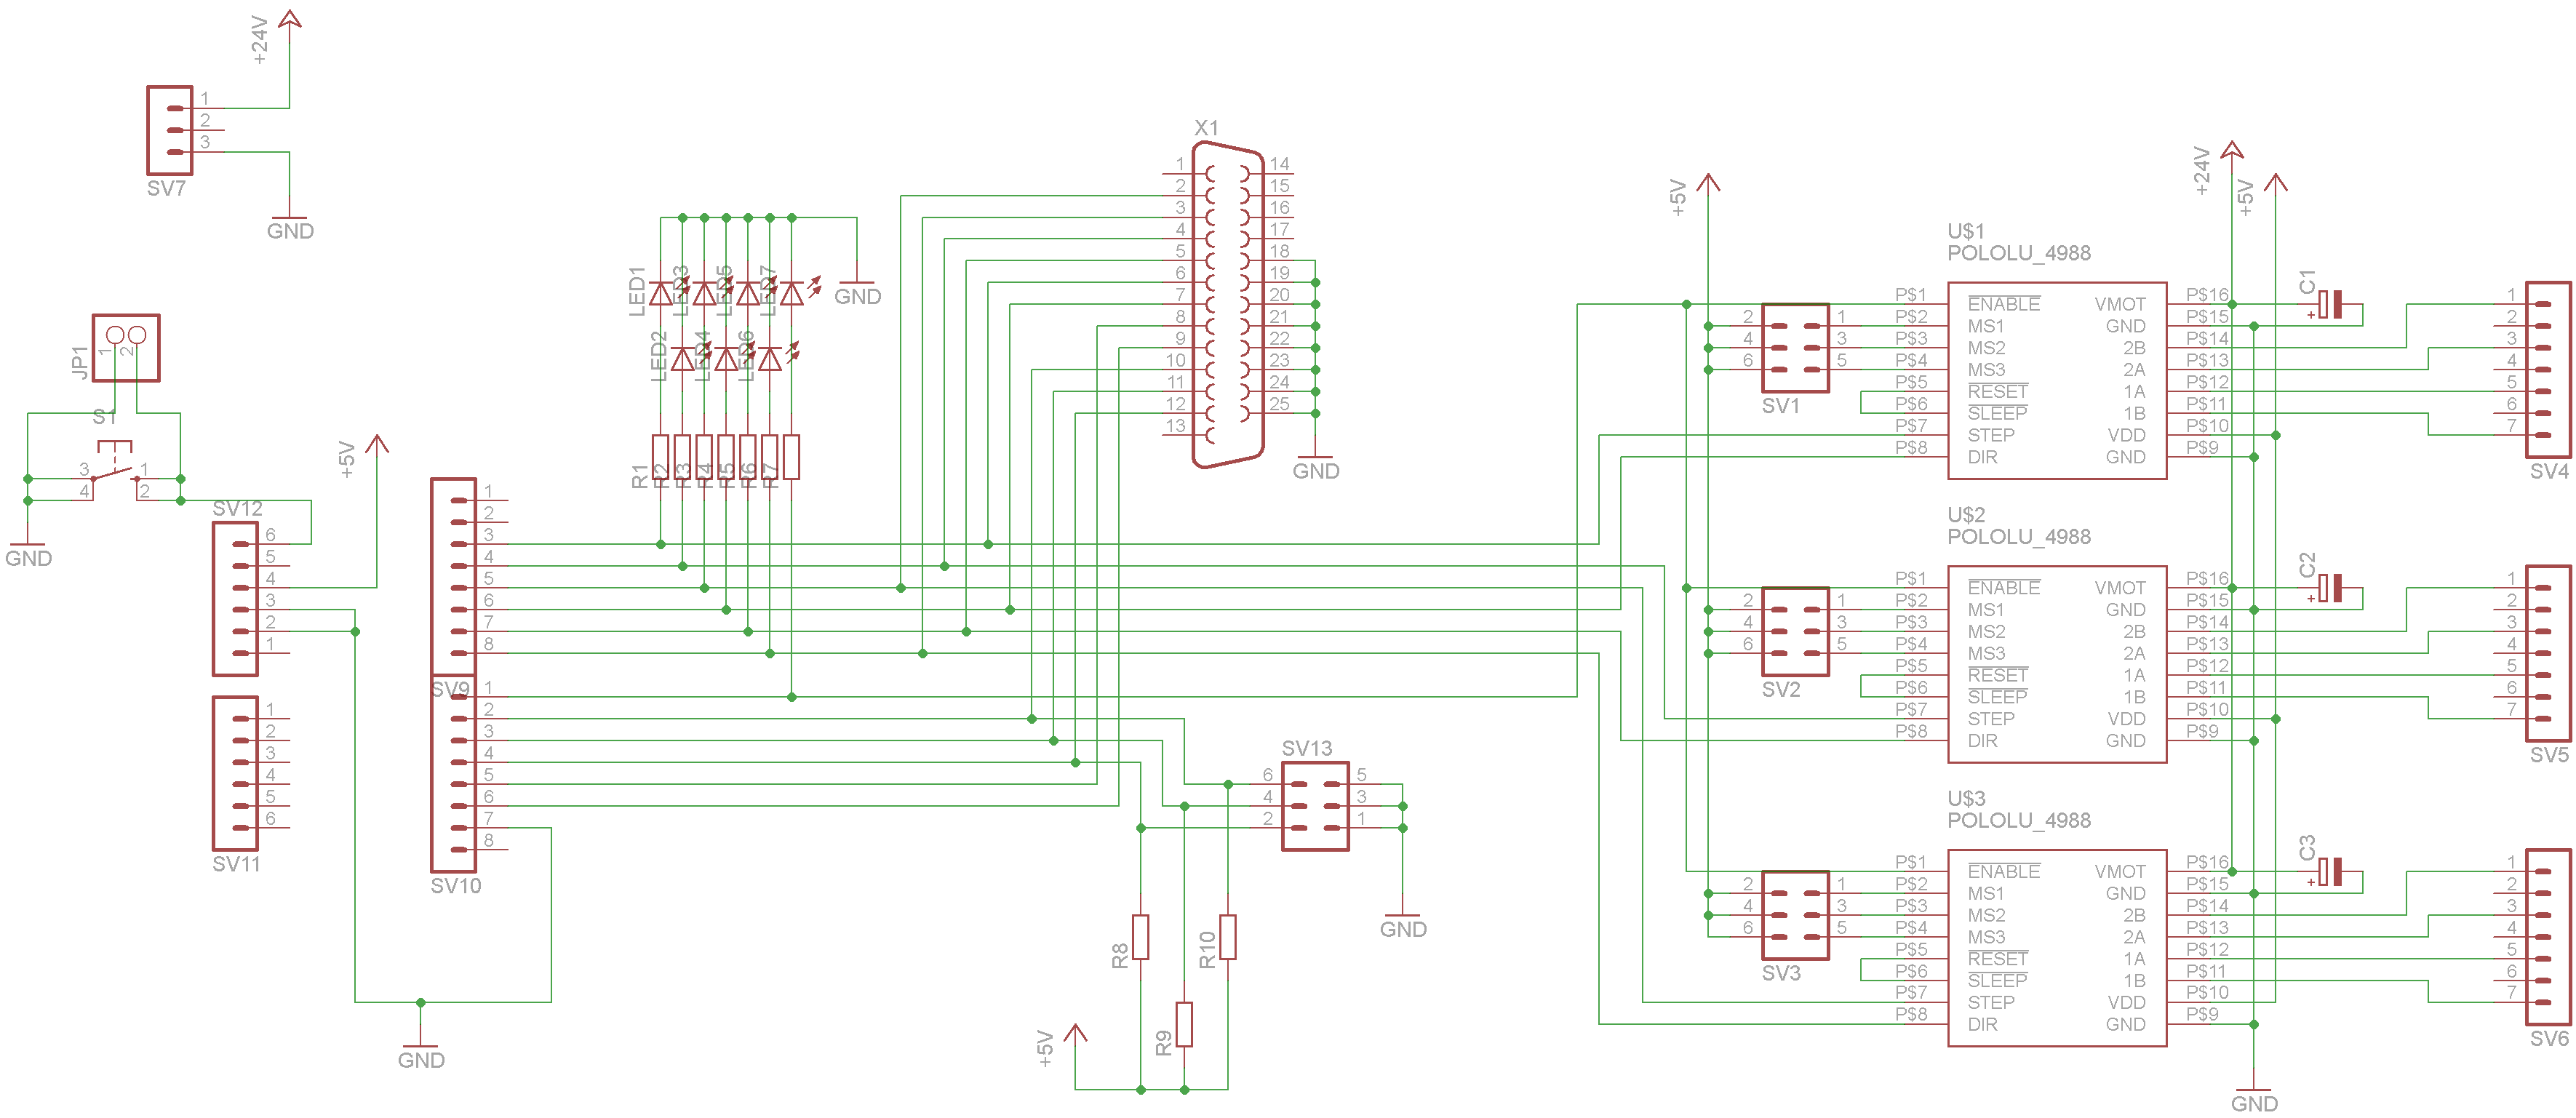 +24V
1
2
3
SV7
GND
JP1
1
2
S1
3
4
1
2
GND
+5V
SV12
6
5
4
3
2
1
1
2
3
4
5
6
SV11
GND
1
2
3
4
5
6
7
8
SV9
1
2
3
4
5
6
7
8
SV10
LED1
LED2
LED3
LED4
LED5
LED6
LED7
GND
R1
R2
R3
R4
R5
R6
R7
X1
1
2
3
4
5
6
7
8
9
10
11
12
13
14
15
16
17
18
19
20
21
22
23
24
25
GND
SV13
6
4
2
5
3
1
GND
R8
R9
R10
+5V
+5V
2
4
6
1
3
5
SV1
2
4
6
1
3
5
SV2
2
4
6
1
3
5
SV3
U$1
POLOLU_4988
P$1 ENABLE VMOT P$16
P$2 MS1 GND P$15
P$3 MS2 2B P$14
P$4 MS3 2A P$13
P$5 RESET 1A P$12
P$6 SLEEP 1B P$11
P$7 STEP VDD P$10
P$8 DIR GND P$9
U$2
POLOLU_4988
P$1 ENABLE VMOT P$16
P$2 MS1 GND P$15
P$3 MS2 2B P$14
P$4 MS3 2A P$13
P$5 RESET 1A P$12
P$6 SLEEP 1B P$11
P$7 STEP VDD P$10
P$8 DIR GND P$9
U$3
POLOLU_4988
P$1 ENABLE VMOT P$16
P$2 MS1 GND P$15
P$3 MS2 2B P$14
P$4 MS3 2A P$13
P$5 RESET 1A P$12
P$6 SLEEP 1B P$11
P$7 STEP VDD P$10
P$8 DIR GND P$9
+24V
+5V
C1
+
C2
+
C3
+
GND
1
2
3
4
5
6
7
SV4
1
2
3
4
5
6
7
SV5
1
2
3
4
5
6
7
SV6